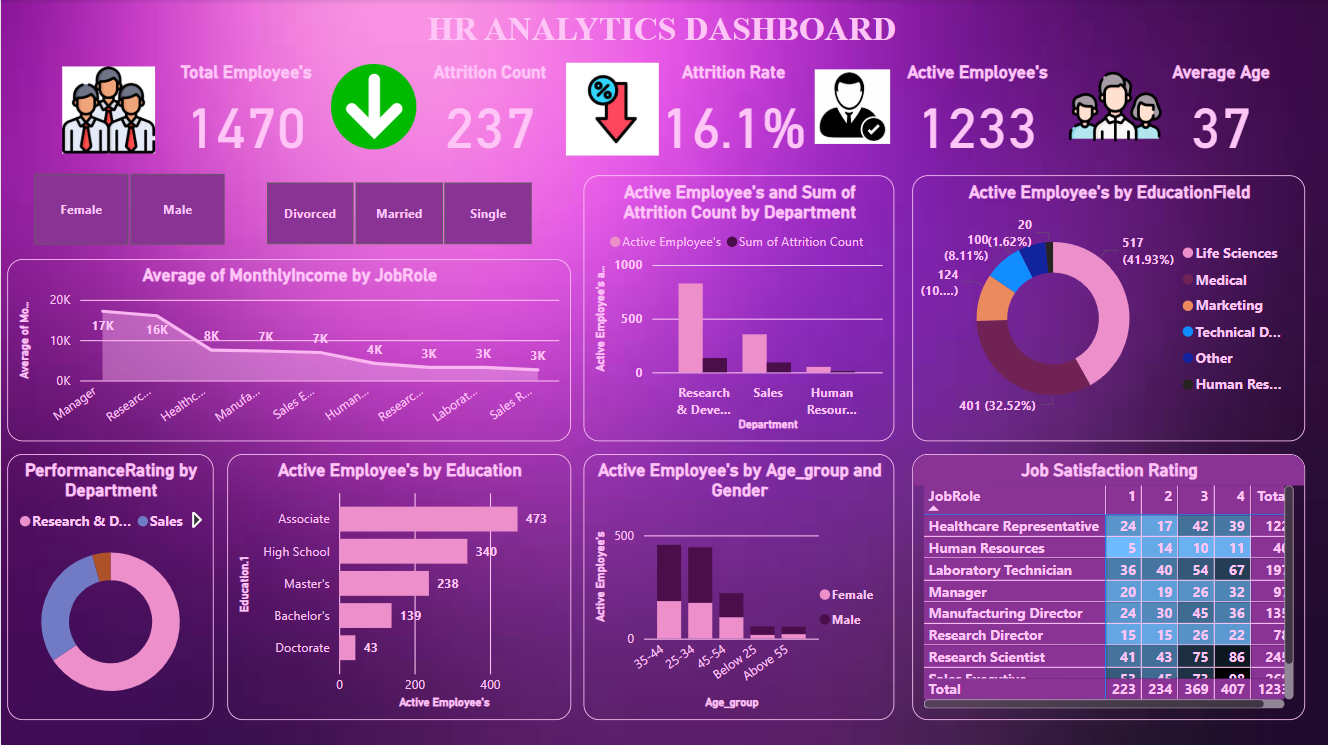 HR ANALYTICS DASHBOARD
Total Employee's
1470
Attrition Count
237
%
Attrition Rate
16.1%
Active Employee's
1233
Average Age
37
Female
Male
Divorced
Married
Single
Average of MonthlyIncome by JobRole
Average of Mo...
20K
10K
0K
17K
16K
8K
7K
7K
4K
3K
3K
3K
Manager
Researc...
Healthc...
Manufa...
Sales E...
Human...
Researc...
Laborat...
Sales R...
Active Employee's and Sum of
Attrition Count by Department
Active Employee's
Sum of Attrition Count
Active Employee's a...
1000
500
0
Research
& Deve...
Sales
Human
Resour...
Department
Active Employee's by EducationField
20
(1.62%)
100
(8.11%)
124
(10....)
517
(41.93%)
401 (32.52%)
Life Sciences
Medical
Marketing
Technical D...
Other
Human Res...
PerformanceRating by
Department
Research & D...
Sales
Active Employee's by Education
Education.1
Associate 473
High School 340
Master's 238
Bachelor's 139
Doctorate 43
0 200 400
Active Employee's
Active Employee's by Age_group and
Gender
Active Employee's
500
0
35-44
25-34
45-54
Below 25
Above 55
Age_group
Female
Male
Job Satisfaction Rating
JobRole 1 2 3 4 Tota
Healthcare Representative 24 17 42 39 122
Human Resources 5 14 10 11 40
Laboratory Technician 36 40 54 67 197
Manager 20 19 26 32 97
Manufacturing Director 24 30 45 36 135
Research Director 15 15 26 22 78
Research Scientist 41 43 75 86 245
Sales Executive
Total 223 234 369 407 1233